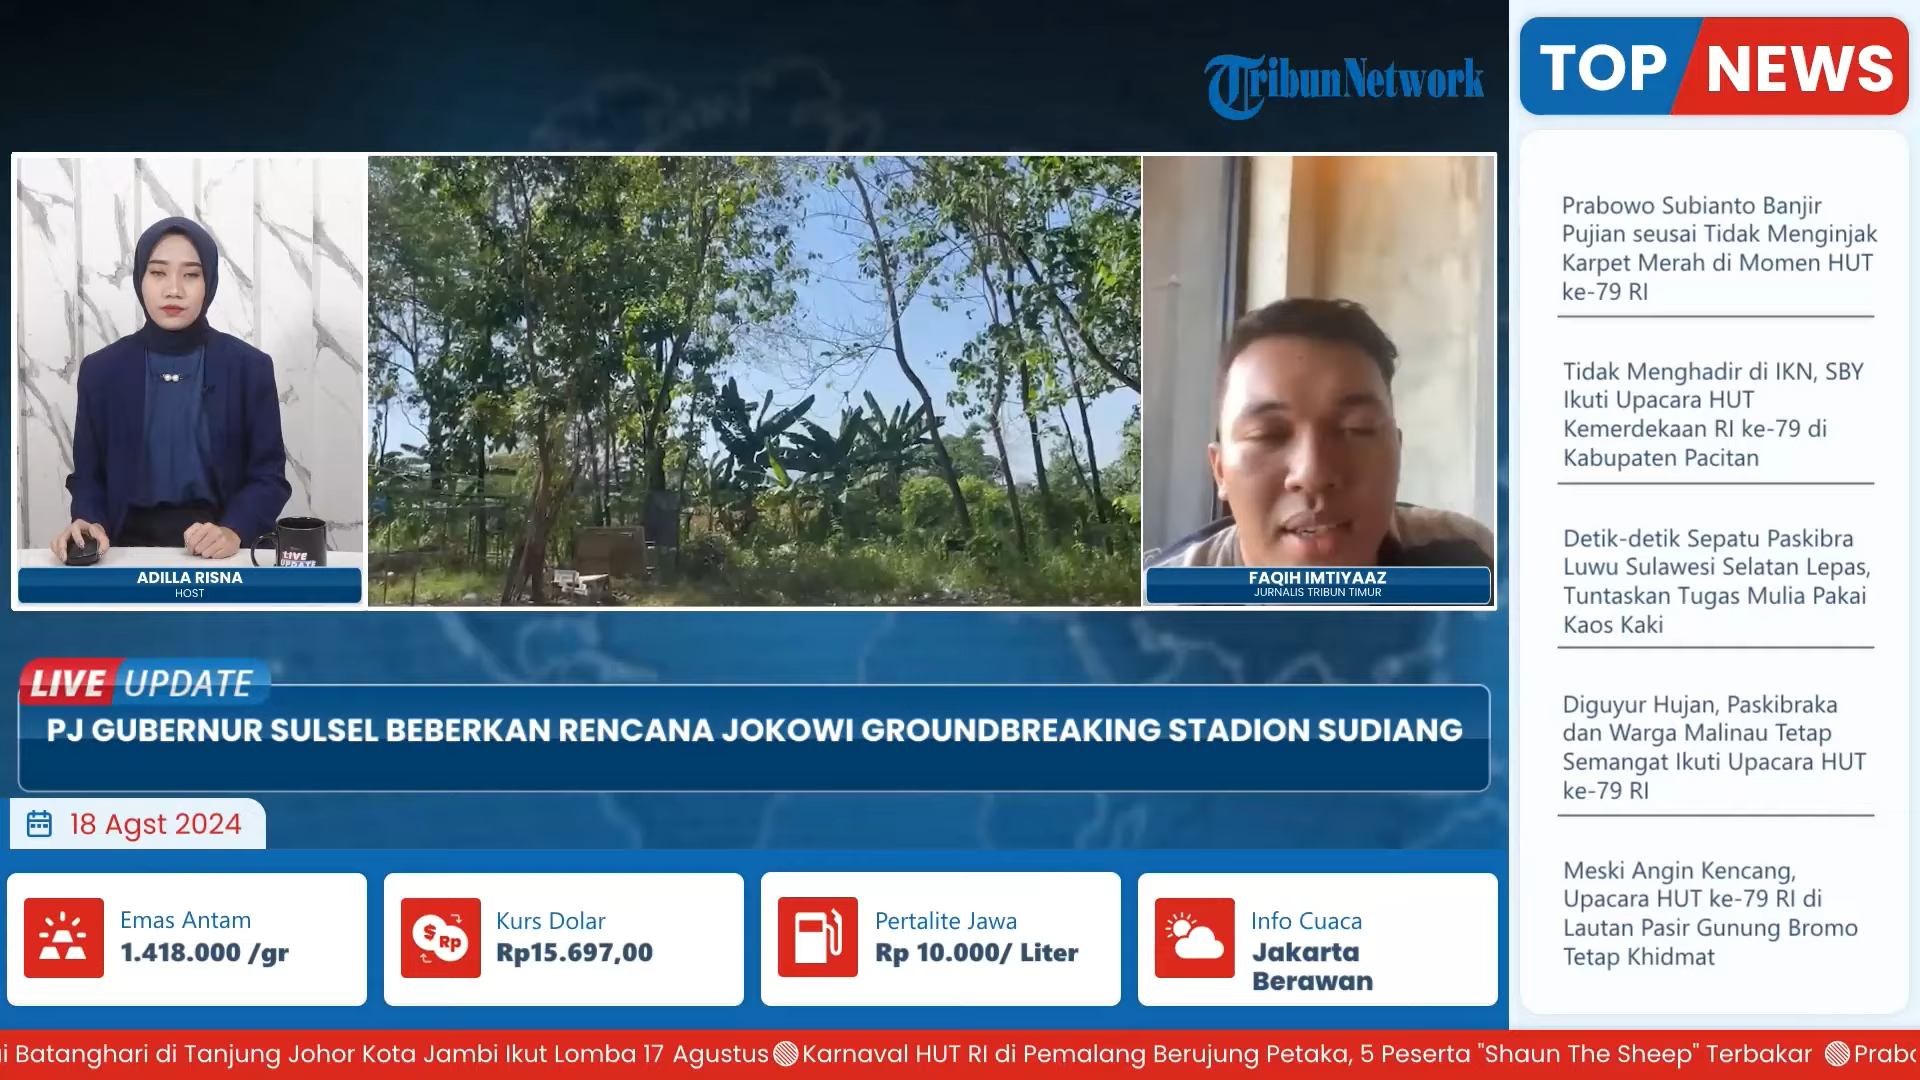 TribunNetwork
TOP NEWS
Prabowo Subianto Banjir
Pujian seusai Tidak Menginjak
Karpet Merah di Momen HUT
ke-79 RI
Tidak Menghadir di IKN, SBY
Ikuti Upacara HUT
Kemerdekaan RI ke-79 di
Kabupaten Pacitan
Detik-detik Sepatu Paskibra
Luwu Sulawesi Selatan Lepas,
Tuntaskan Tugas Mulia Pakai
Kaos Kaki
Diguyur Hujan, Paskibraka
dan Warga Malinau Tetap
Semangat Ikuti Upacara HUT
ke-79 RI
Meski Angin Kencang,
Upacara HUT ke-79 RI di
Lautan Pasir Gunung Bromo
Tetap Khidmat
LIVE
UPDATE
ADILLA RISNA
HOST
FAQIH IMTIYAAZ
JURNALIS TRIBUN TIMUR
LIVE UPDATE
PJ GUBERNUR SULSEL BEBERKAN RENCANA JOKOWI GROUNDBREAKING STADION SUDIANG
18 Agst 2024
Emas Antam
1.418.000 /gr
$ Rp
Kurs Dolar
Rp15.697,00
Pertalite Jawa
Rp 10.000/ Liter
Info Cuaca
Jakarta
Berawan
Batanghari di Tanjung Johor Kota Jambi Ikut Lomba 17 Agustus Karnaval HUT RI di Pemalang Berujung Petaka, 5 Peserta "Shaun The Sheep" Terbakar